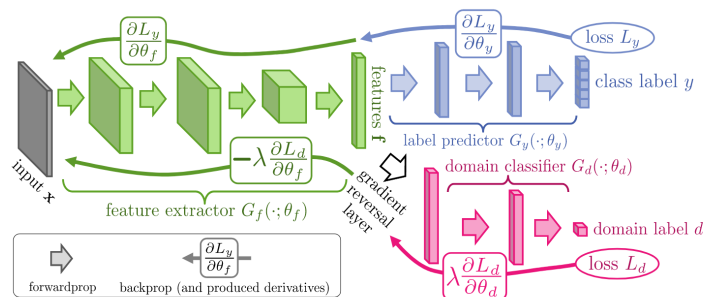 ∂L_y/∂θ_f
∂L_y/∂θ_y
loss L_y
features f
class label y
label predictor G_y(·; θ_y)
−λ ∂L_d/∂θ_f
input x
feature extractor G_f(·; θ_f)
gradient
reversal
layer
domain classifier G_d(·; θ_d)
domain label d
λ ∂L_d/∂θ_d
loss L_d
∂L_y/∂θ_f
forwardprop
backprop (and produced derivatives)